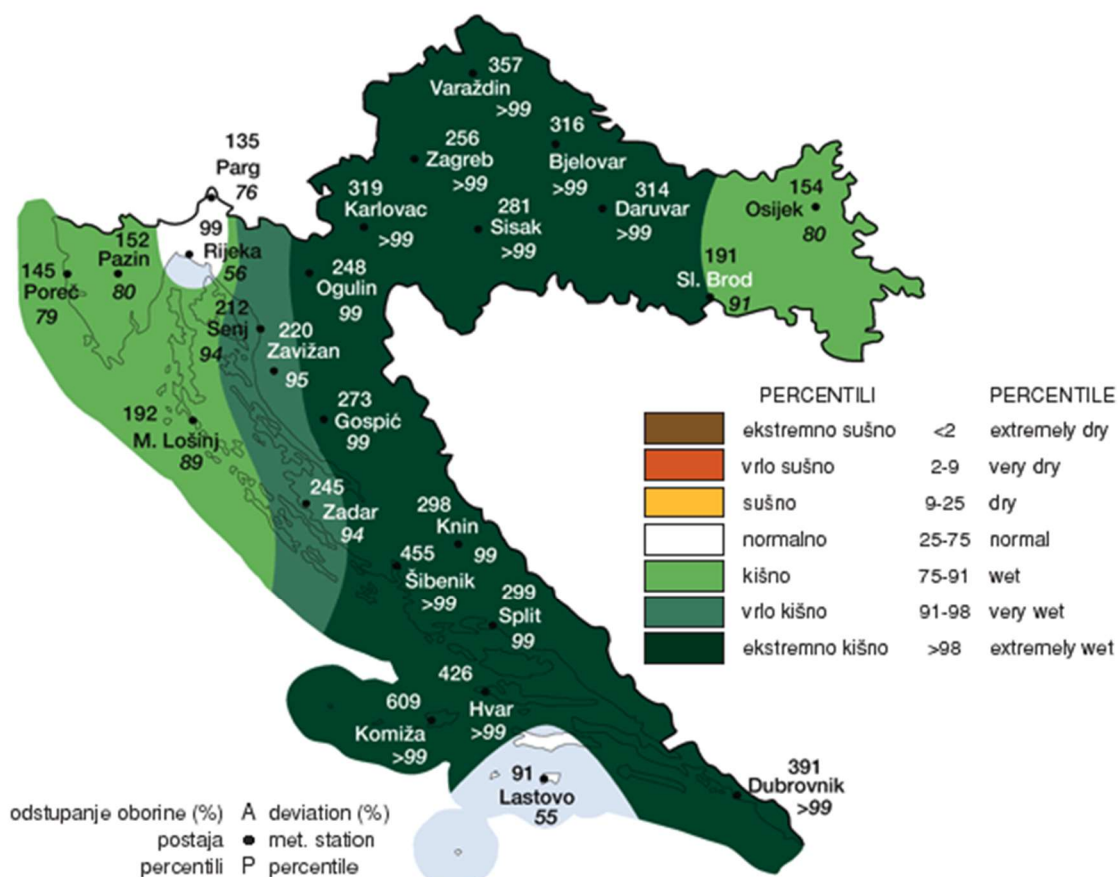 357
Varaždin
>99
256
Zagreb
>99
316
Bjelovar
>99
135
Parg
76
319
Karlovac
>99
281
Sisak
>99
314
Daruvar
>99
154
Osijek
80
99
Rijeka
56
152
Pazin
80
145
Poreč
79
191
Sl. Brod
91
248
Ogulin
99
212
Senj
94
220
Zavižan
95
273
Gospić
99
192
M. Lošinj
89
245
Zadar
94
298
Knin
99
455
Šibenik
>99
299
Split
99
426
Hvar
>99
609
Komiža
>99
91
Lastovo
55
391
Dubrovnik
>99
PERCENTILI PERCENTILE
ekstremno sušno <2 extremely dry
vrlo sušno 2-9 very dry
sušno 9-25 dry
normalno 25-75 normal
kišno 75-91 wet
vrlo kišno 91-98 very wet
ekstremno kišno >98 extremely wet
odstupanje oborine (%) A deviation (%)
postaja met. station
percentili P percentile